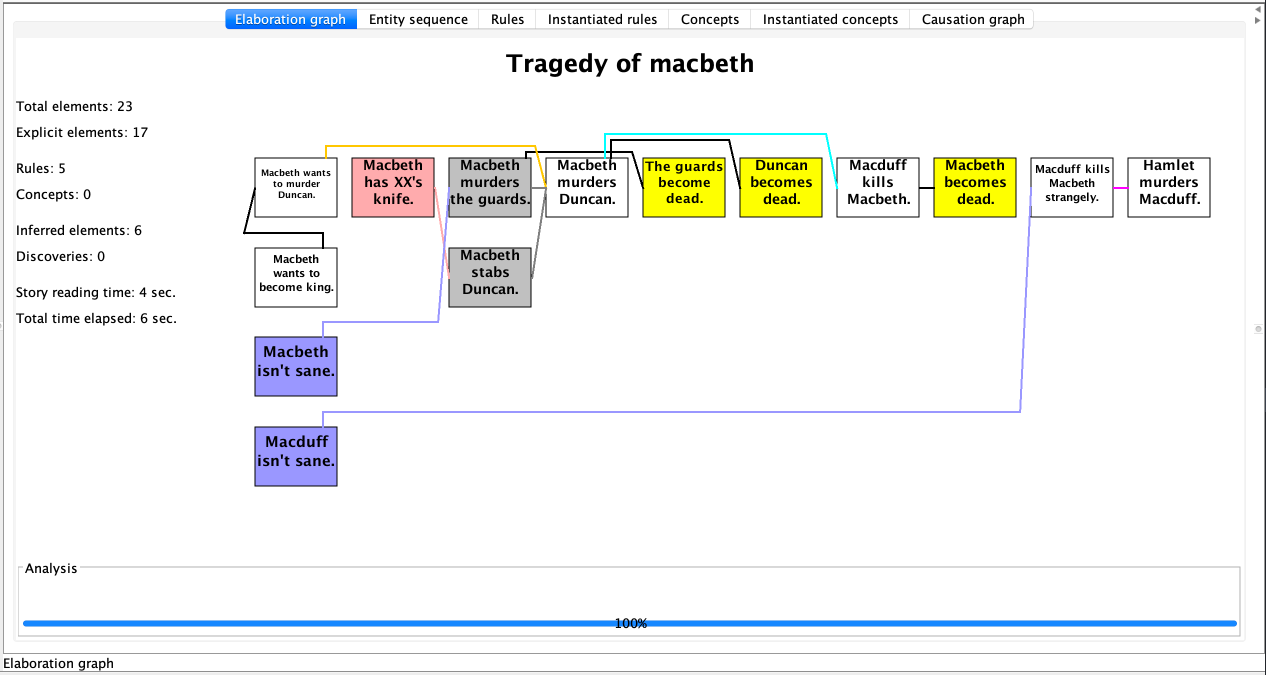 Elaboration graph Entity sequence Rules Instantiated rules Concepts Instantiated concepts Causation graph
Tragedy of macbeth
Total elements: 23
Explicit elements: 17
Rules: 5
Concepts: 0
Inferred elements: 6
Discoveries: 0
Story reading time: 4 sec.
Total time elapsed: 6 sec.
Macbeth wants
to murder
Duncan.
Macbeth
has XX's
knife.
Macbeth
murders
the guards.
Macbeth
murders
Duncan.
The guards
become
dead.
Duncan
becomes
dead.
Macduff
kills
Macbeth.
Macbeth
becomes
dead.
Macduff kills
Macbeth
strangely.
Hamlet
murders
Macduff.
Macbeth
wants to
become king.
Macbeth
stabs
Duncan.
Macbeth
isn't sane.
Macduff
isn't sane.
Analysis
100%
Elaboration graph